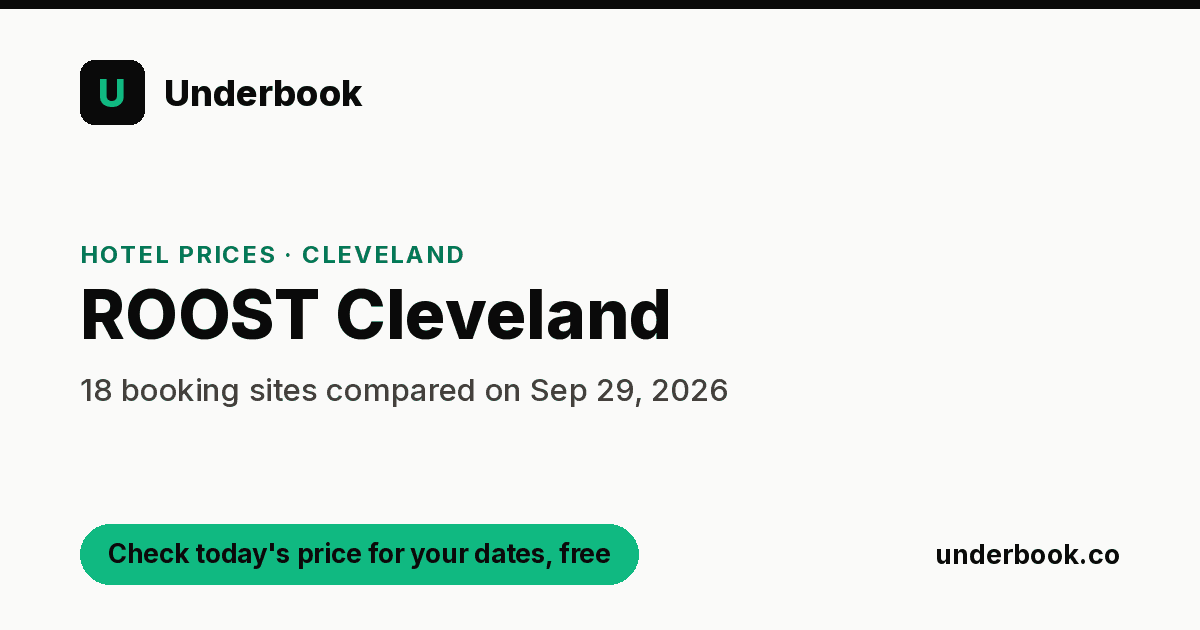 U Underbook
HOTEL PRICES · CLEVELAND
ROOST Cleveland
18 booking sites compared on Sep 29, 2026
Check today's price for your dates, free
underbook.co